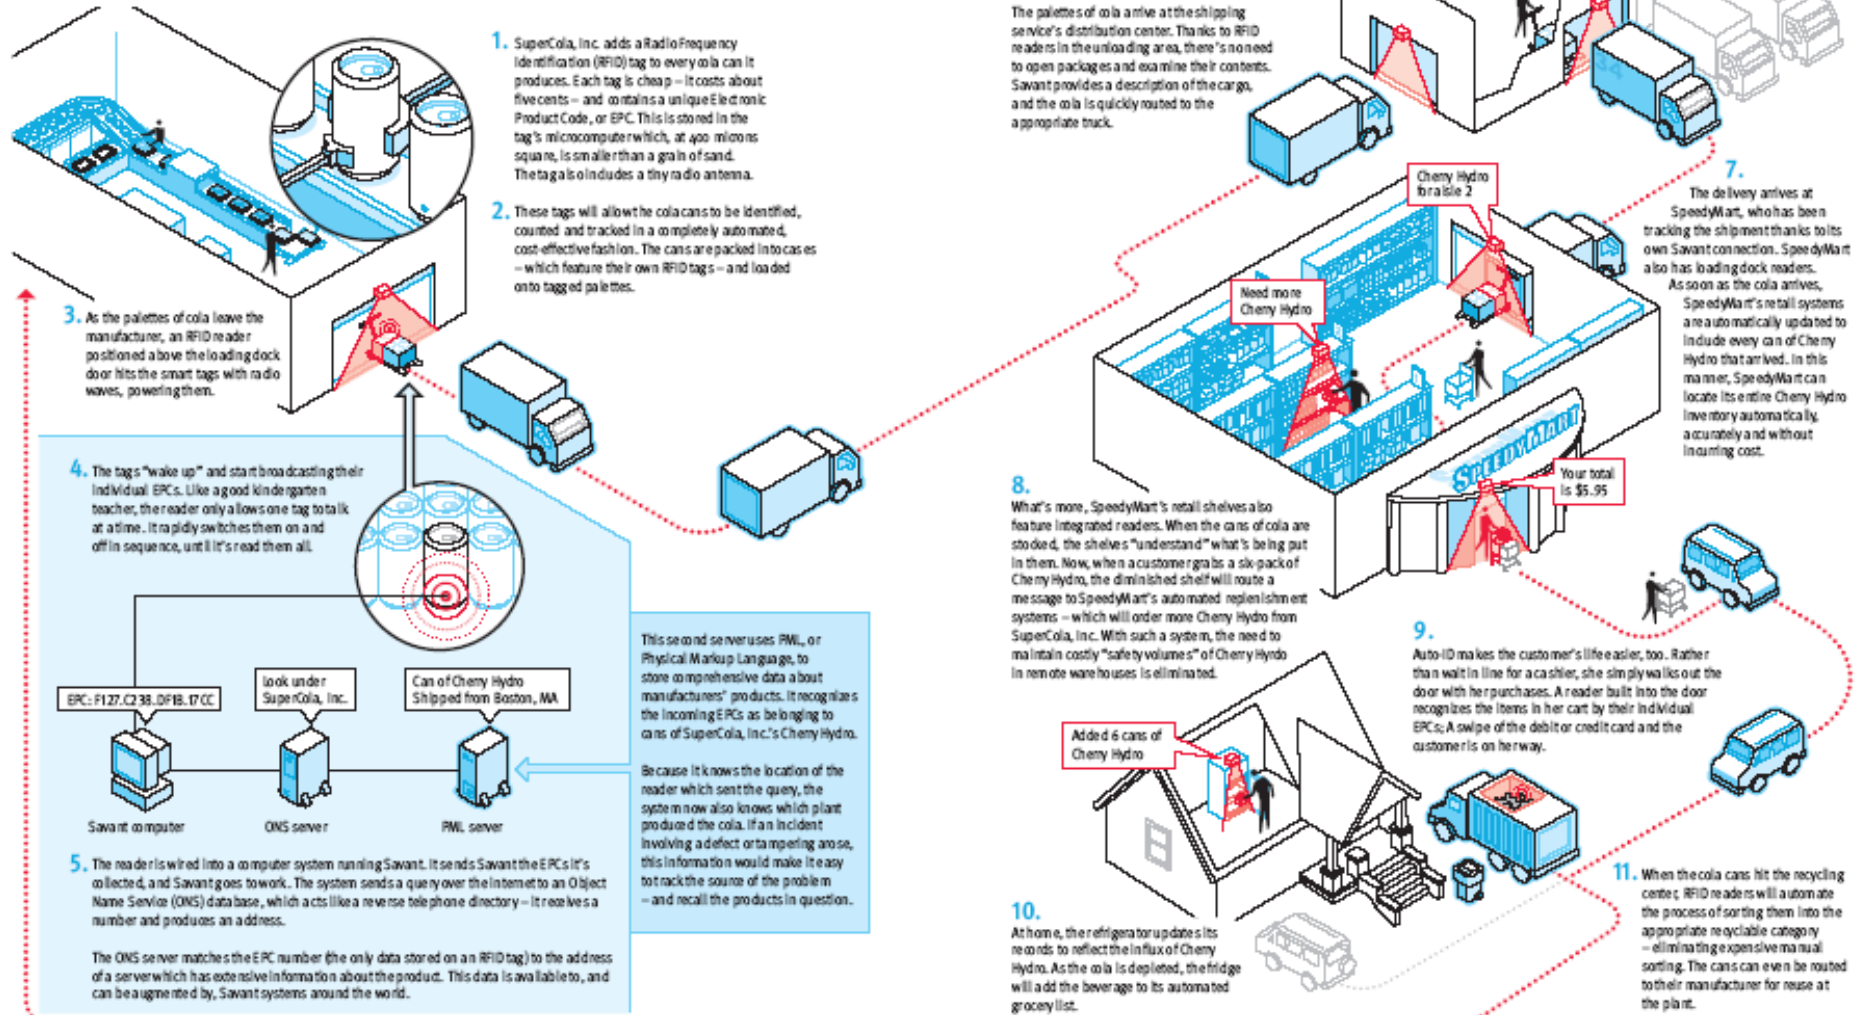 1. SuperCola, Inc. adds a Radio Frequency
Identification (RFID) tag to every cola can it
produces. Each tag is cheap – it costs about
five cents – and contains a unique Electronic
Product Code, or EPC. This is stored in the
tag's microcomputer which, at 400 microns
square, is smaller than a grain of sand.
The tag also includes a tiny radio antenna.
2. These tags will allow the cola cans to be identified,
counted and tracked in a completely automated,
cost-effective fashion. The cans are packed into cases
– which feature their own RFID tags – and loaded
onto tagged palettes.
3. As the palettes of cola leave the
manufacturer, an RFID reader
positioned above the loading dock
door hits the smart tags with radio
waves, powering them.
4. The tags "wake up" and start broadcasting their
individual EPCs. Like a good kindergarten
teacher, the reader only allows one tag to talk
at a time. It rapidly switches them on and
off in sequence, until it's read them all.
EPC: F127.C238.DF1B.17CC
Look under
SuperCola, Inc.
Can of Cherry Hydro
Shipped from Boston, MA
Savant computer
ONS server
PML server
This second server uses PML, or
Physical Markup Language, to
store comprehensive data about
manufacturers' products. It recognizes
the incoming EPCs as belonging to
cans of SuperCola, Inc.'s Cherry Hydro.
Because it knows the location of the
reader which sent the query, the
system now also knows which plant
produced the cola. If an incident
involving a defect or tampering arose,
this information would make it easy
to track the source of the problem
– and recall the products in question.
5. The reader is wired into a computer system running Savant. It sends Savant the EPCs it's
collected, and Savant goes to work. The system sends a query over the Internet to an Object
Name Service (ONS) database, which acts like a reverse telephone directory – it receives a
number and produces an address.
The ONS server matches the EPC number (the only data stored on an RFID tag) to the address
of a server which has extensive information about the product. This data is available to, and
can be augmented by, Savant systems around the world.
The palettes of cola arrive at the shipping
service's distribution center. Thanks to RFID
readers in the unloading area, there's no need
to open packages and examine their contents.
Savant provides a description of the cargo,
and the cola is quickly routed to the
appropriate truck.
34
Cherry Hydro
for aisle 2
Need more
Cherry Hydro
7.
The delivery arrives at
SpeedyMart, who has been
tracking the shipment thanks to its
own Savant connection. SpeedyMart
also has loading dock readers.
As soon as the cola arrives,
SpeedyMart's retail systems
are automatically updated to
include every can of Cherry
Hydro that arrived. In this
manner, SpeedyMart can
locate its entire Cherry Hydro
inventory automatically,
accurately and without
incurring cost.
SPEEDYMART
Your total
is $5.95
8.
What's more, SpeedyMart's retail shelves also
feature integrated readers. When the cans of cola are
stocked, the shelves "understand" what's being put
in them. Now, when a customer grabs a six-pack of
Cherry Hydro, the diminished shelf will route a
message to SpeedyMart's automated replenishment
systems – which will order more Cherry Hydro from
SuperCola, Inc. With such a system, the need to
maintain costly "safety volumes" of Cherry Hyrdo
in remote warehouses is eliminated.
9.
Auto-ID makes the customer's life easier, too. Rather
than wait in line for a cashier, she simply walks out the
door with her purchases. A reader built into the door
recognizes the items in her cart by their individual
EPCs; A swipe of the debit or credit card and the
customer is on her way.
Added 6 cans of
Cherry Hydro
10.
At home, the refrigerator updates its
records to reflect the influx of Cherry
Hydro. As the cola is depleted, the fridge
will add the beverage to its automated
grocery list.
11. When the cola cans hit the recycling
center, RFID readers will automate
the process of sorting them into the
appropriate recyclable category
– eliminating expensive manual
sorting. The cans can even be routed
to their manufacturer for reuse at
the plant.